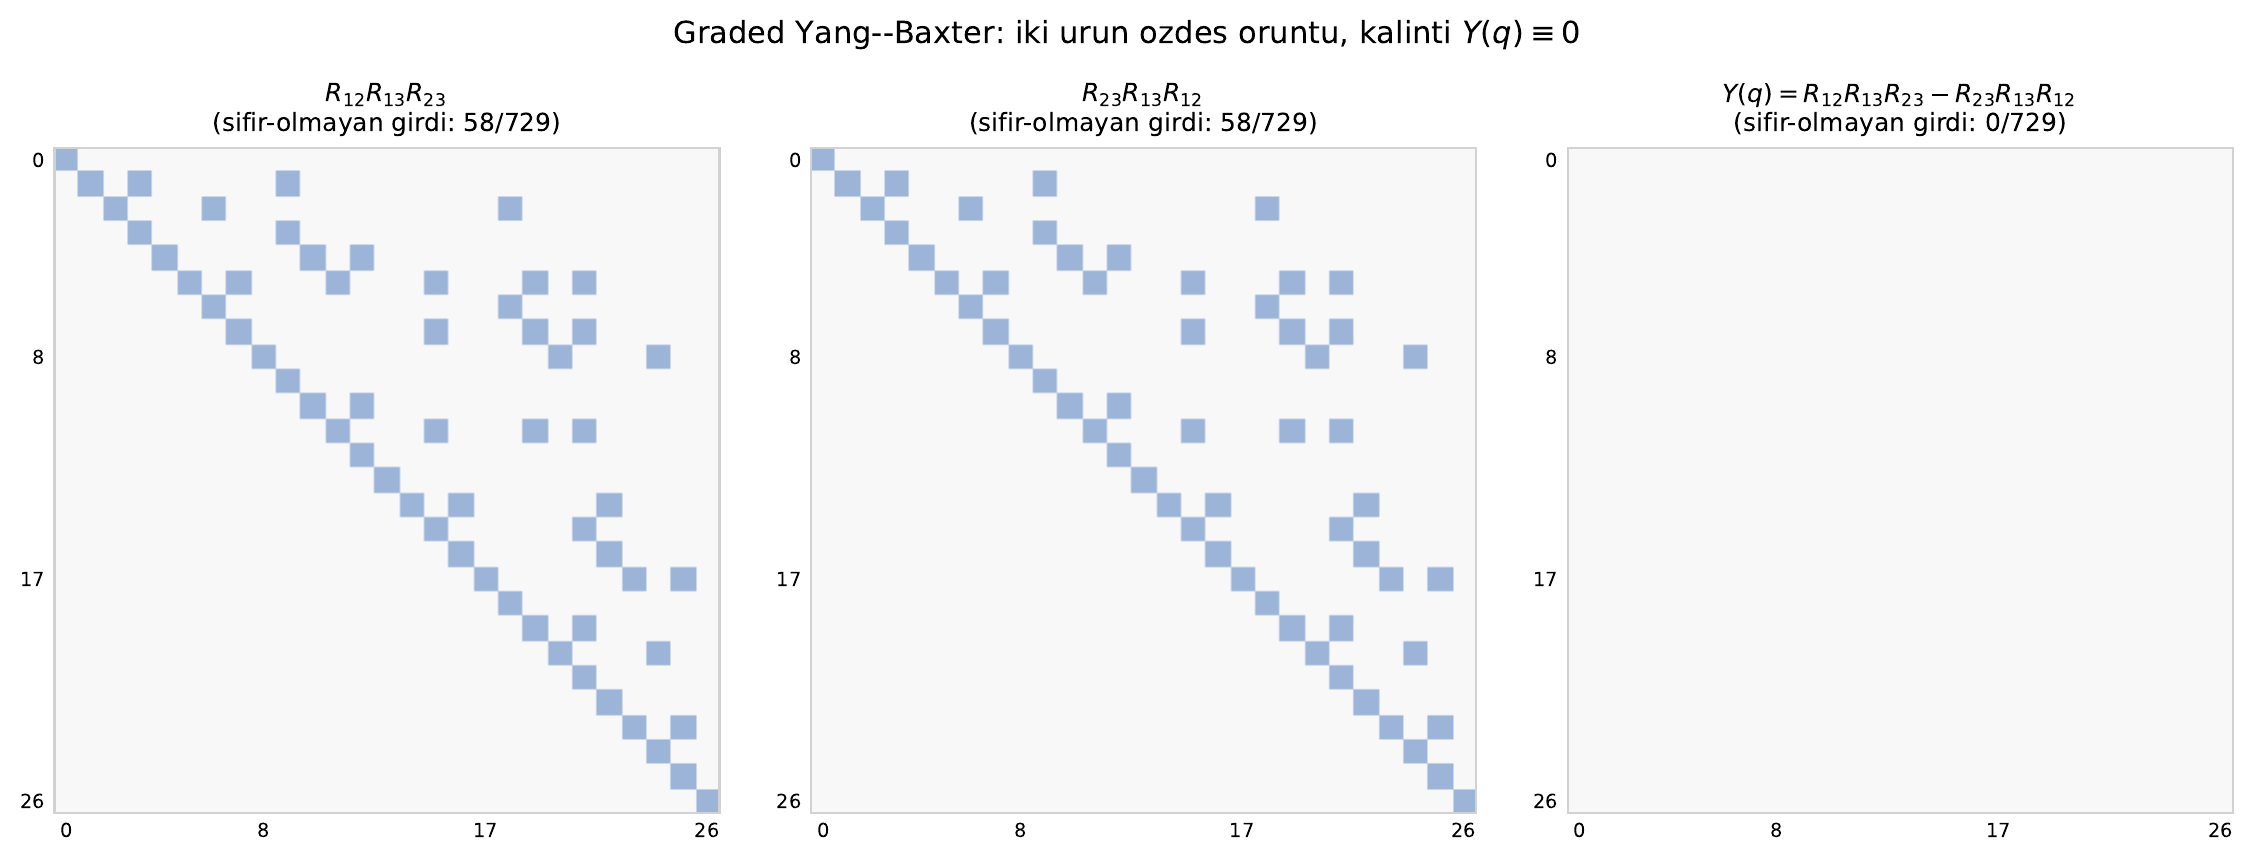 Graded Yang--Baxter: iki urun ozdes oruntu, kalinti Y(q) ≡ 0
R₁₂R₁₃R₂₃
(sifir-olmayan girdi: 58/729)
0
8
17
26
0 8 17 26
R₂₃R₁₃R₁₂
(sifir-olmayan girdi: 58/729)
0
8
17
26
0 8 17 26
Y(q) = R₁₂R₁₃R₂₃ − R₂₃R₁₃R₁₂
(sifir-olmayan girdi: 0/729)
0
8
17
26
0 8 17 26